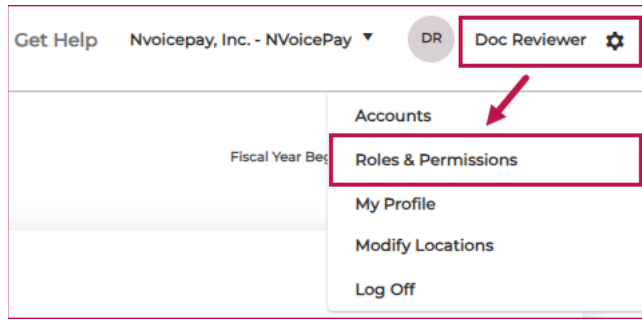 Get Help Nvoicepay, Inc. - NVoicePay ▼ DR Doc Reviewer
Accounts
Fiscal Year Roles & Permissions
My Profile
Modify Locations
Log Off